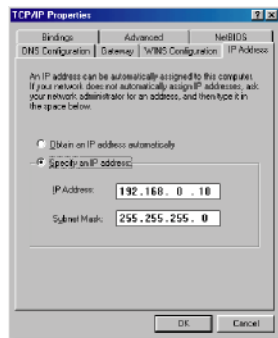 TCP/IP Properties
Bindings Advanced NetBIOS
DNS Configuration Gateway WINS Configuration IP Address
An IP address can be automatically assigned to this computer.
If your network does not automatically assign IP addresses, ask
your network administrator for an address, and then type it in
the space below.
Obtain an IP address automatically
Specify an IP address:
IP Address: 192.168. 0 .10
Subnet Mask: 255.255.255. 0
OK Cancel